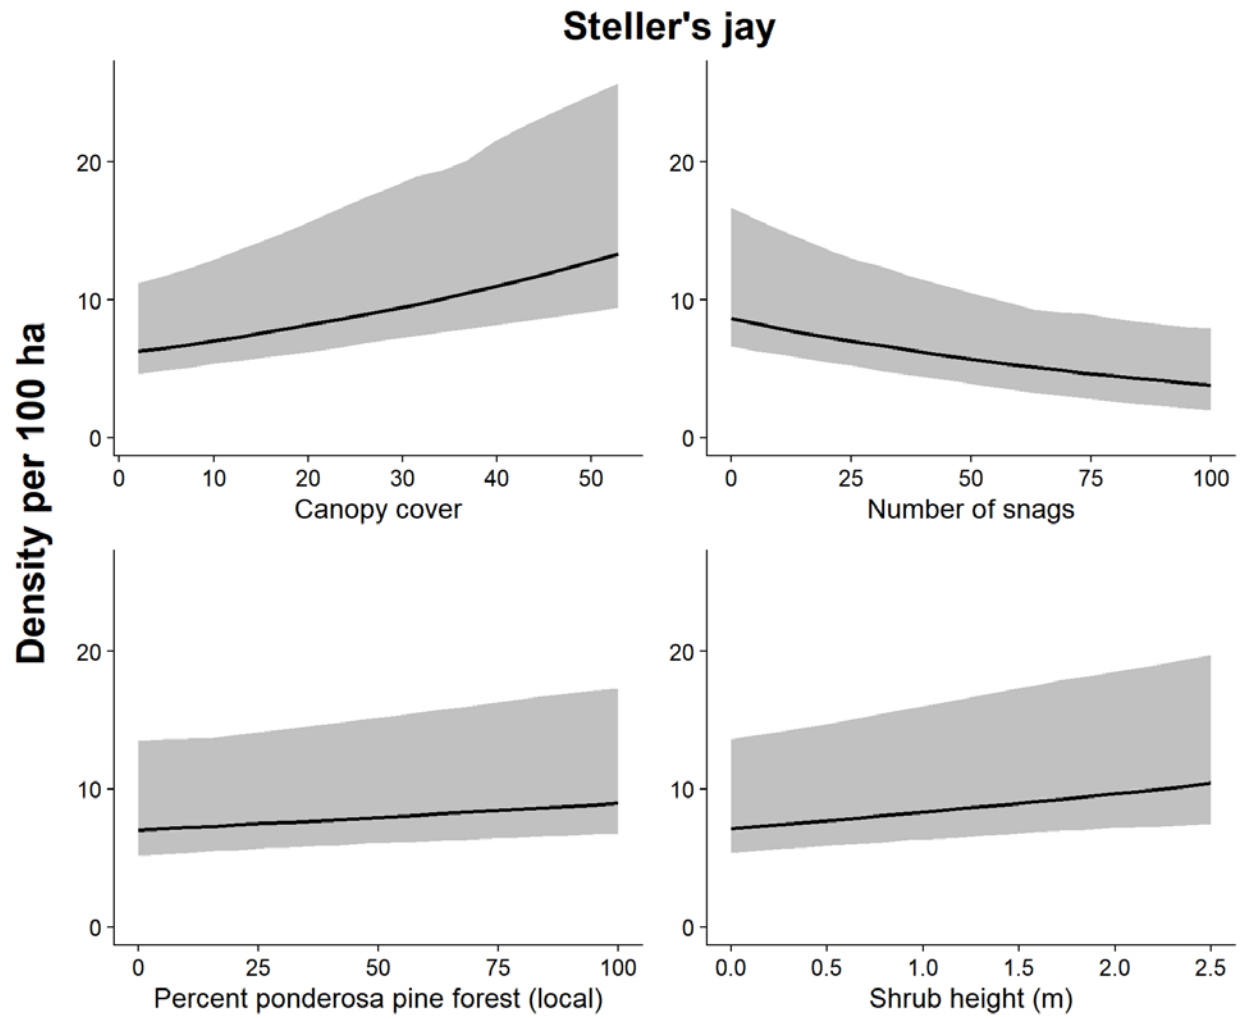 Steller's jay
Density per 100 ha
20
10
0
0 10 20 30 40 50
Canopy cover
20
10
0
0 25 50 75 100
Number of snags
20
10
0
0 25 50 75 100
Percent ponderosa pine forest (local)
20
10
0
0.0 0.5 1.0 1.5 2.0 2.5
Shrub height (m)